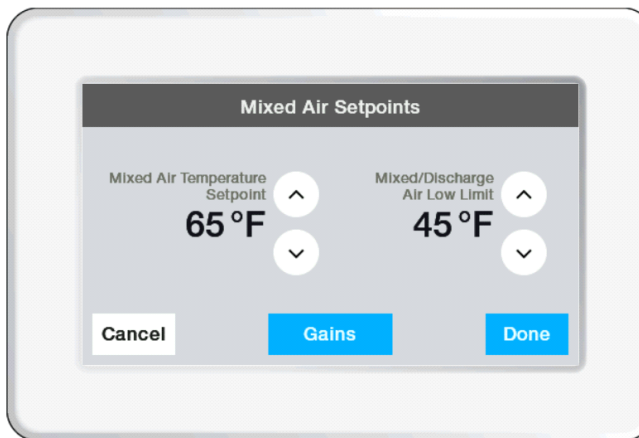 Mixed Air Setpoints
Mixed Air Temperature
Setpoint
65 °F
Mixed/Discharge
Air Low Limit
45 °F
Cancel
Gains
Done